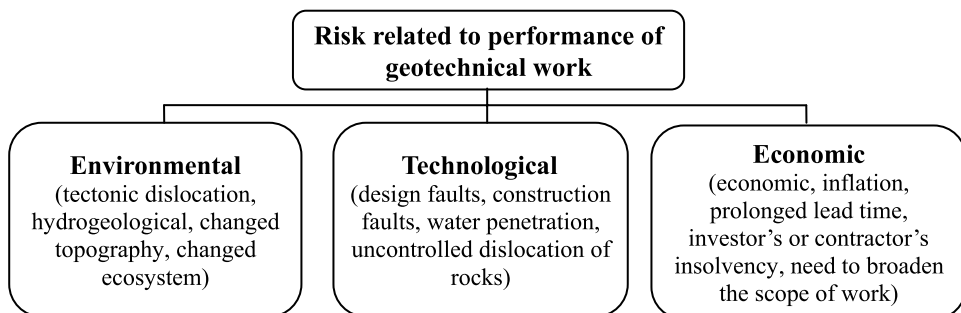 Risk related to performance of
geotechnical work
Environmental
(tectonic dislocation,
hydrogeological, changed
topography, changed
ecosystem)
Technological
(design faults, construction
faults, water penetration,
uncontrolled dislocation of
rocks)
Economic
(economic, inflation,
prolonged lead time,
investor’s or contractor’s
insolvency, need to broaden
the scope of work)